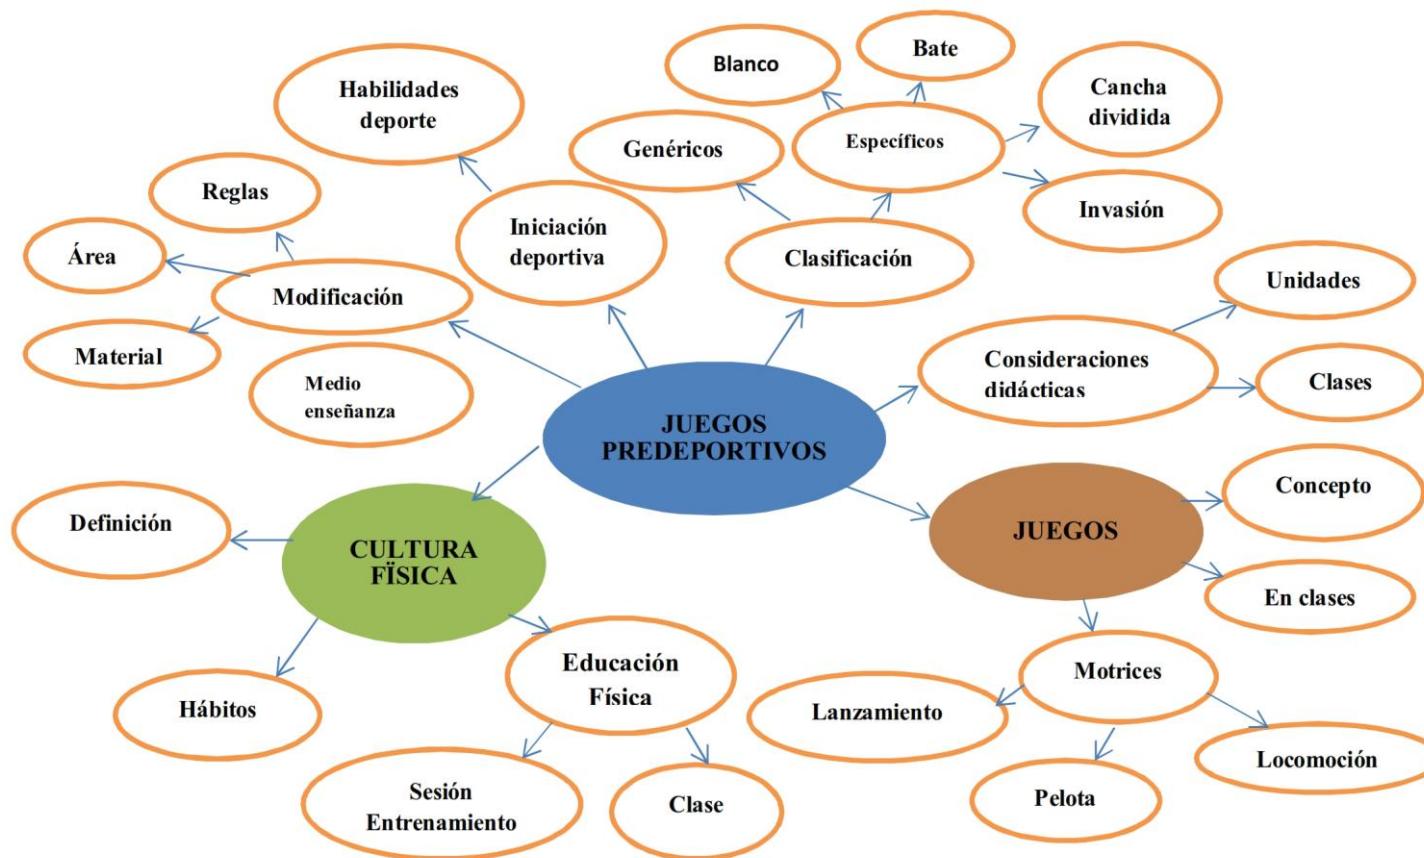 Bate
Blanco
Habilidades
deporte
Cancha
dividida
Genéricos
Específicos
Reglas
Invasión
Iniciación
deportiva
Área
Clasificación
Modificación
Unidades
Material
Consideraciones
didácticas
Medio
enseñanza
Clases
JUEGOS
PREDEPORTIVOS
Concepto
Definición
JUEGOS
CULTURA
FÏSICA
En clases
Educación
Física
Motrices
Hábitos
Lanzamiento
Locomoción
Sesión
Entrenamiento
Clase
Pelota